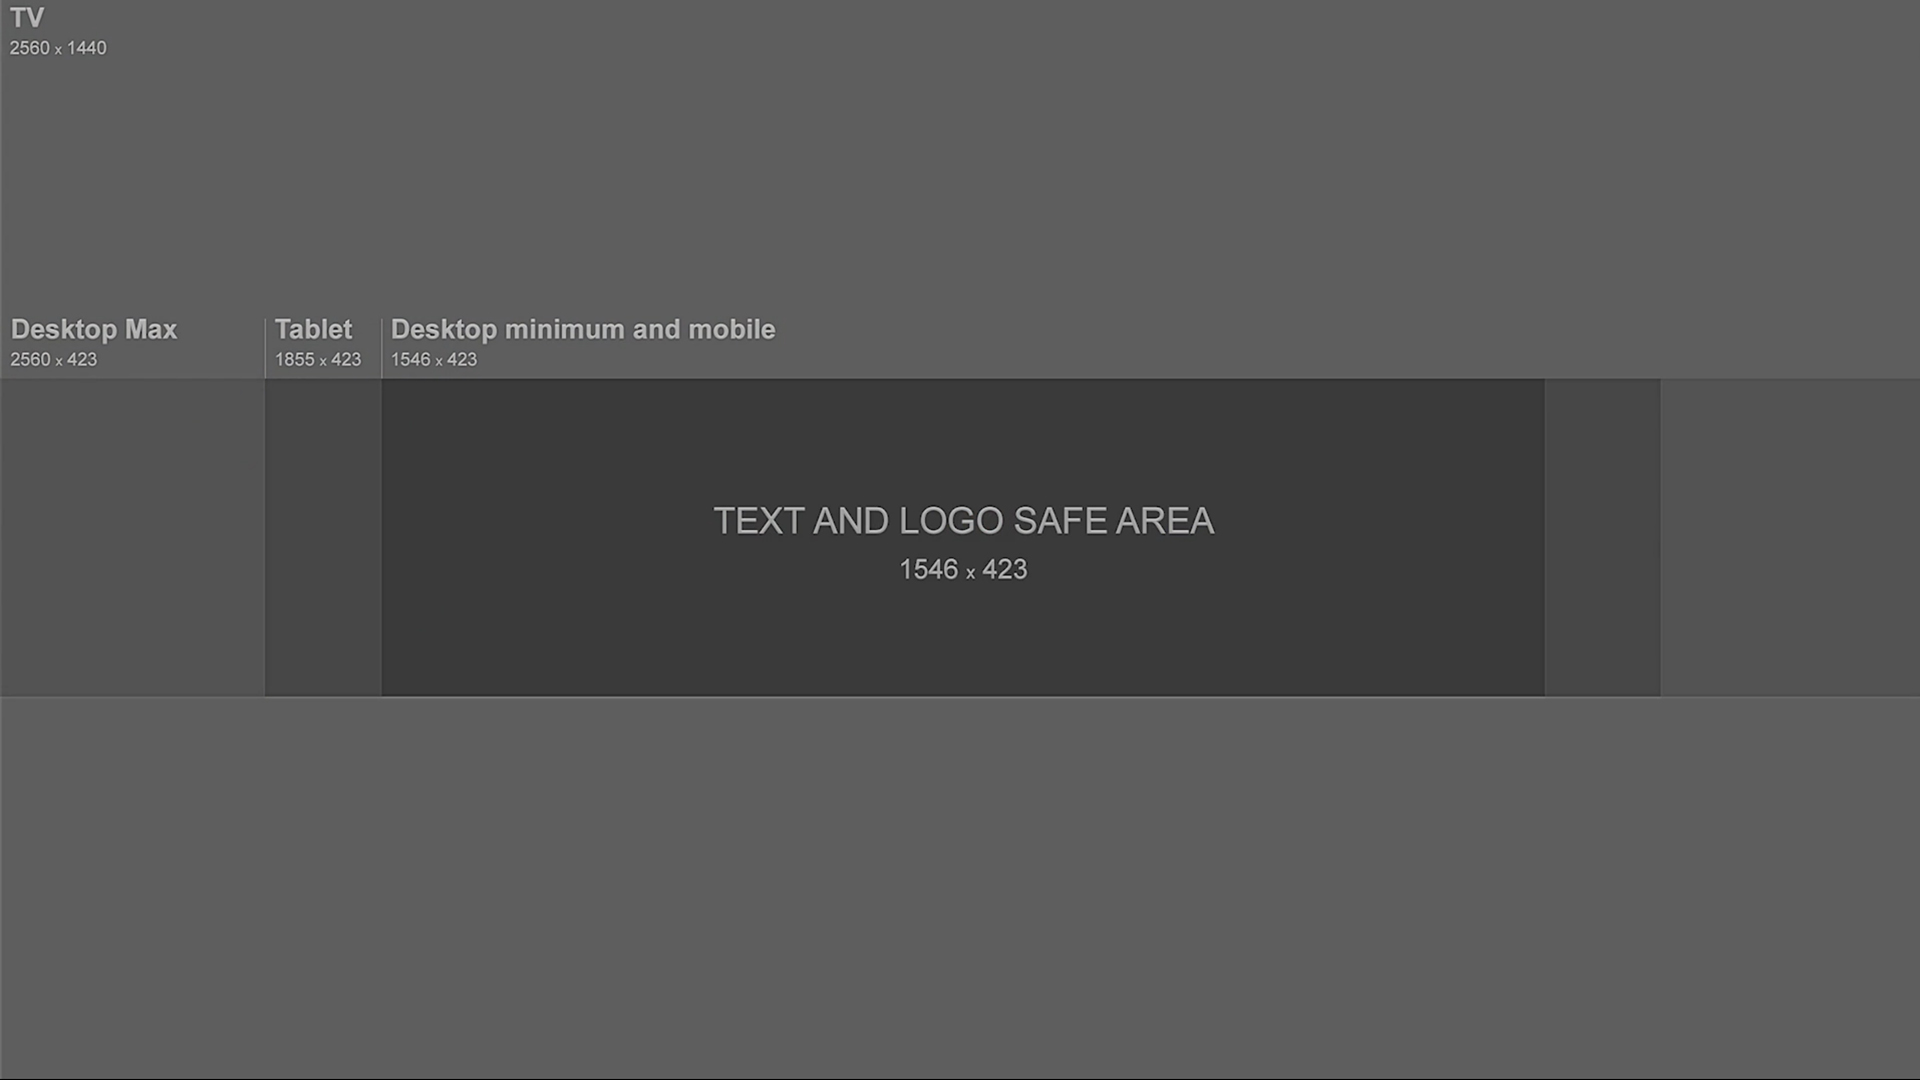 TV
2560 x 1440
Desktop Max
2560 x 423
Tablet
1855 x 423
Desktop minimum and mobile
1546 x 423
TEXT AND LOGO SAFE AREA
1546 x 423